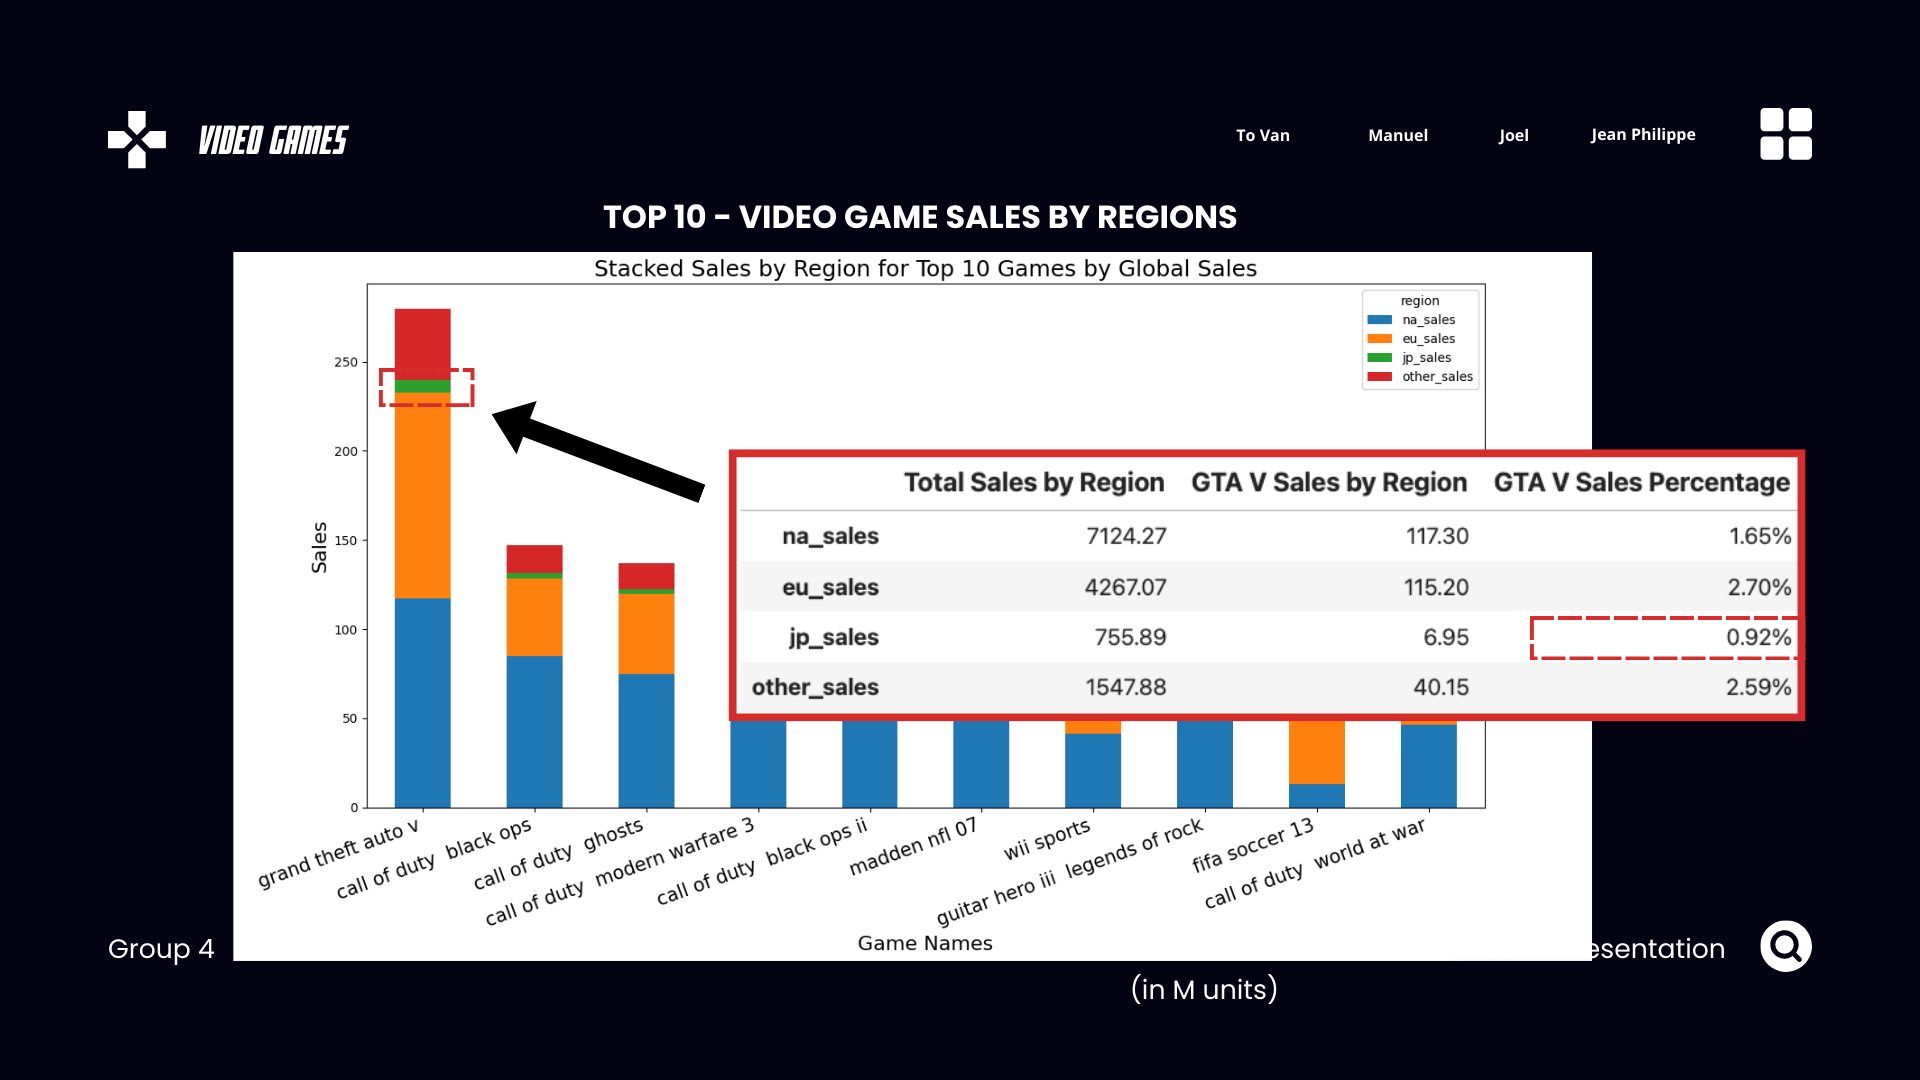 VIDEO GAMES
To Van
Manuel
Joel
Jean Philippe
TOP 10 - VIDEO GAME SALES BY REGIONS
Stacked Sales by Region for Top 10 Games by Global Sales
region
na_sales
eu_sales
jp_sales
other_sales
Sales
250
200
150
100
50
0
Total Sales by Region GTA V Sales by Region GTA V Sales Percentage
na_sales 7124.27 117.30 1.65%
eu_sales 4267.07 115.20 2.70%
jp_sales 755.89 6.95 0.92%
other_sales 1547.88 40.15 2.59%
grand theft auto v
call of duty black ops
call of duty ghosts
call of duty modern warfare 3
call of duty black ops ii
madden nfl 07
wii sports
guitar hero iii legends of rock
fifa soccer 13
call of duty world at war
Game Names
Group 4
esentation
(in M units)